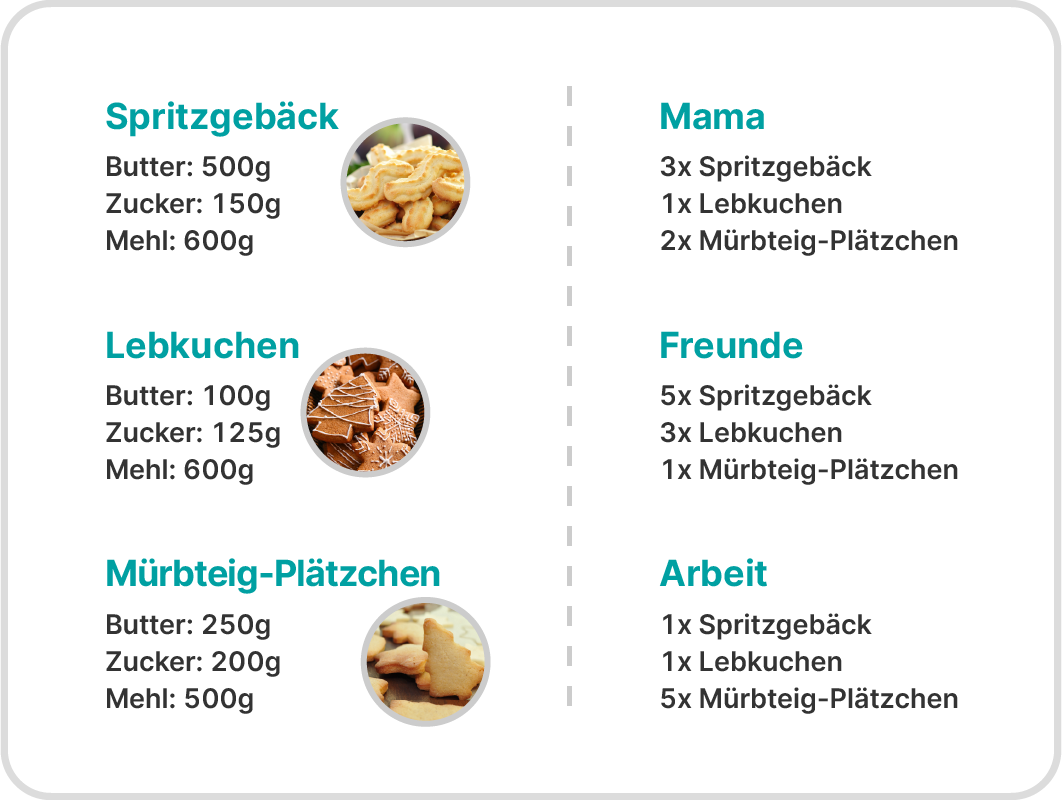 Spritzgebäck
Butter: 500g
Zucker: 150g
Mehl: 600g
Lebkuchen
Butter: 100g
Zucker: 125g
Mehl: 600g
Mürbteig-Plätzchen
Butter: 250g
Zucker: 200g
Mehl: 500g
Mama
3x Spritzgebäck
1x Lebkuchen
2x Mürbteig-Plätzchen
Freunde
5x Spritzgebäck
3x Lebkuchen
1x Mürbteig-Plätzchen
Arbeit
1x Spritzgebäck
1x Lebkuchen
5x Mürbteig-Plätzchen